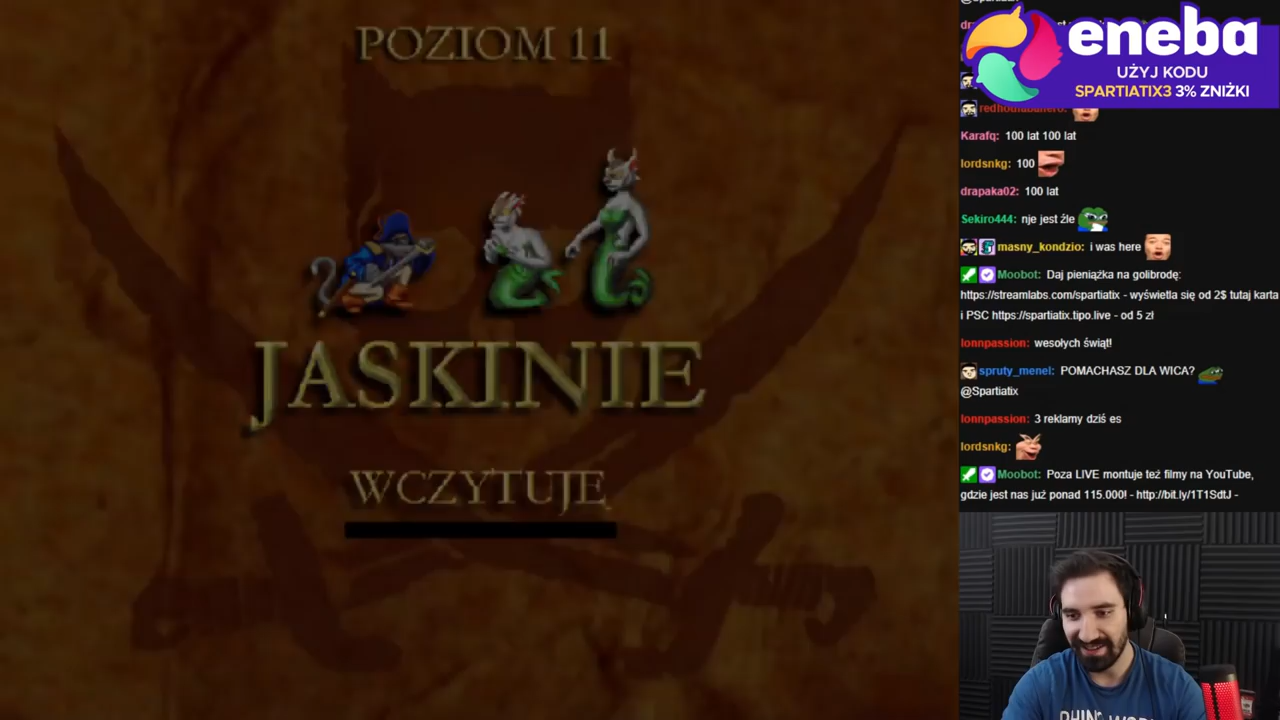 POZIOM 11
JASKINIE
WCZYTUJĘ
@Spartiatix
eneba
UŻYJ KODU
SPARTIATIX3 3% ZNIŻKI
redhothabanero:
Karafq: 100 lat 100 lat
lordsnkg: 100
drapaka02: 100 lat
Sekiro444: nje jest źle
masny_kondzio: i was here
Moobot: Daj pieniążka na golibrodę:
https://streamlabs.com/spartiatix - wyświetla się od 2$ tutaj karta
i PSC https://spartiatix.tipo.live - od 5 zł
lonnpassion: wesołych świąt!
spruty_menel: POMACHASZ DLA WICA?
@Spartiatix
lonnpassion: 3 reklamy dziś es
lordsnkg:
Moobot: Poza LIVE montuje też filmy na YouTube,
gdzie jest nas już ponad 115.000! - http://bit.ly/1T1SdtJ -